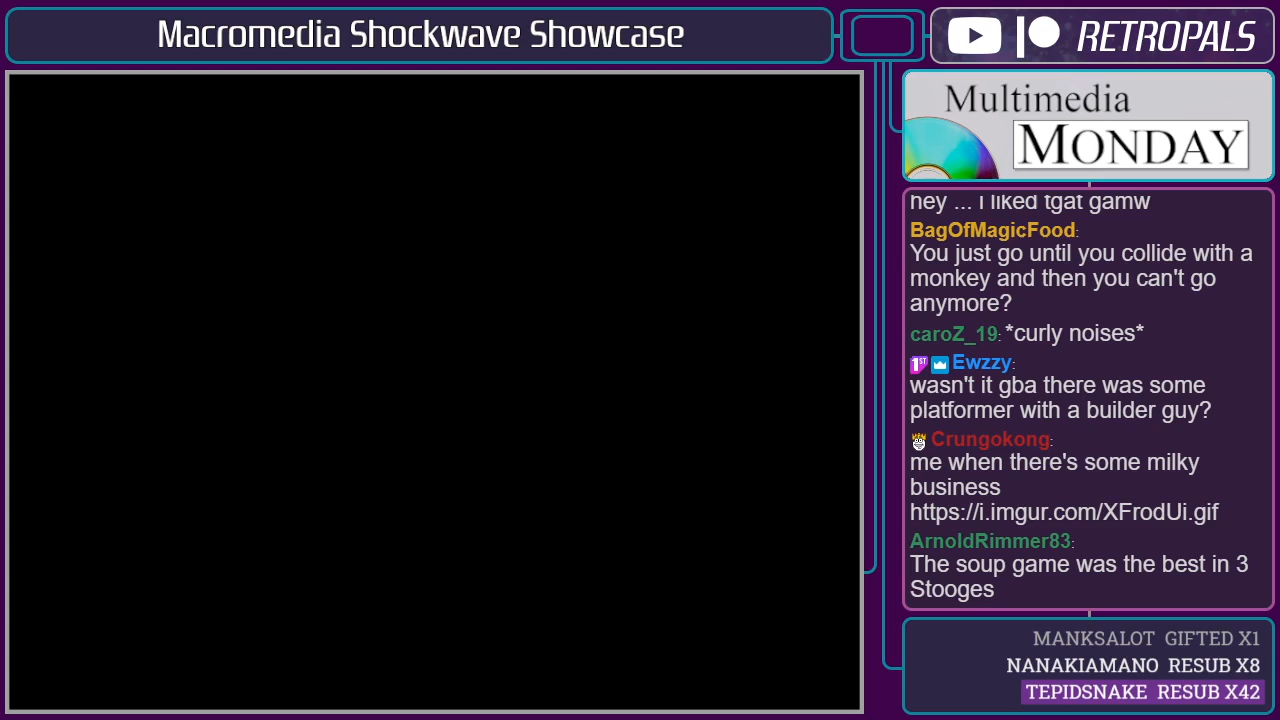 Macromedia Shockwave Showcase
RETROPALS
Multimedia
MONDAY
hey ... i liked tgat gamw
BagOfMagicFood:
You just go until you collide with a
monkey and then you can't go
anymore?
caroZ_19: *curly noises*
1ST Ewzzy:
wasn't it gba there was some
platformer with a builder guy?
Crungokong:
me when there's some milky
business
https://i.imgur.com/XFrodUi.gif
ArnoldRimmer83:
The soup game was the best in 3
Stooges
MANKSALOT GIFTED X1
NANAKIAMANO RESUB X8
TEPIDSNAKE RESUB X42